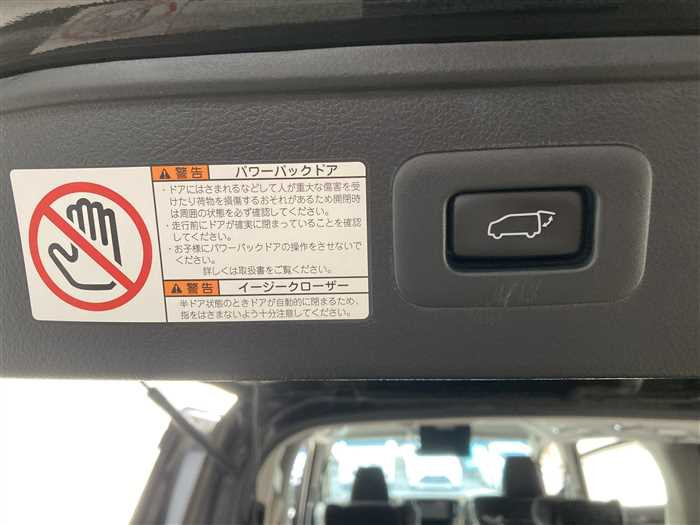 警告 パワーバックドア
・ドアにはさまれるなどして人が重大な傷害を受
けたり荷物を損傷するおそれがあるため開閉時
は周囲の状態を必ず確認してください。
・走行前にドアが確実に閉まっていることを確認
してください。
・お子様にパワーバックドアの操作をさせないで
ください。
詳しくは取扱書をご覧ください。
警告 イージークローザー
半ドア状態のときドアが自動的に閉まるため、
指をはさまないよう十分注意してください。